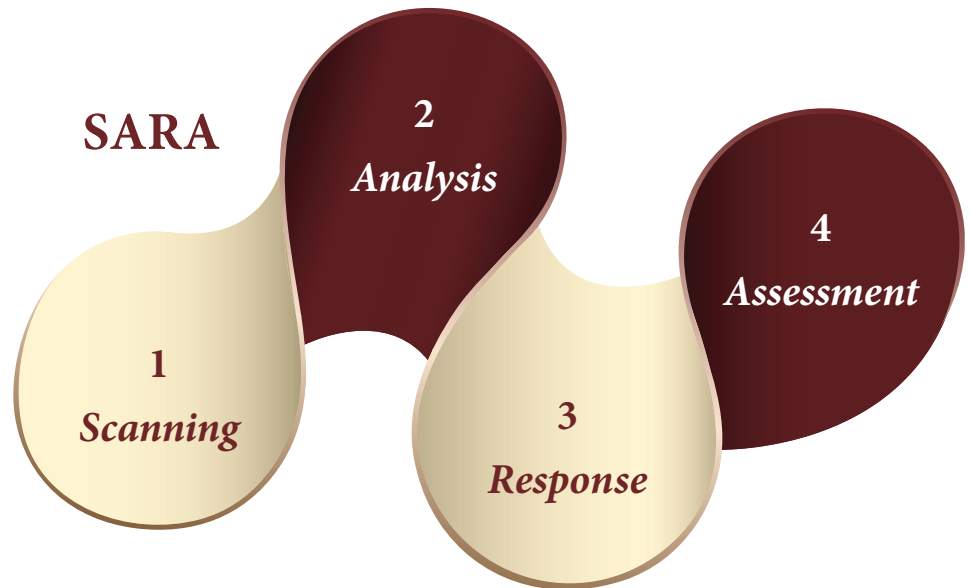 SARA
1
Scanning
2
Analysis
3
Response
4
Assessment